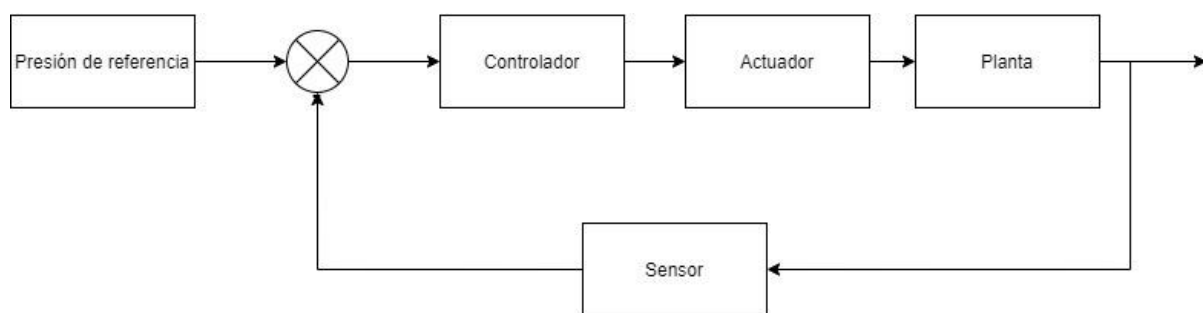 Presión de referencia
Controlador
Actuador
Planta
Sensor